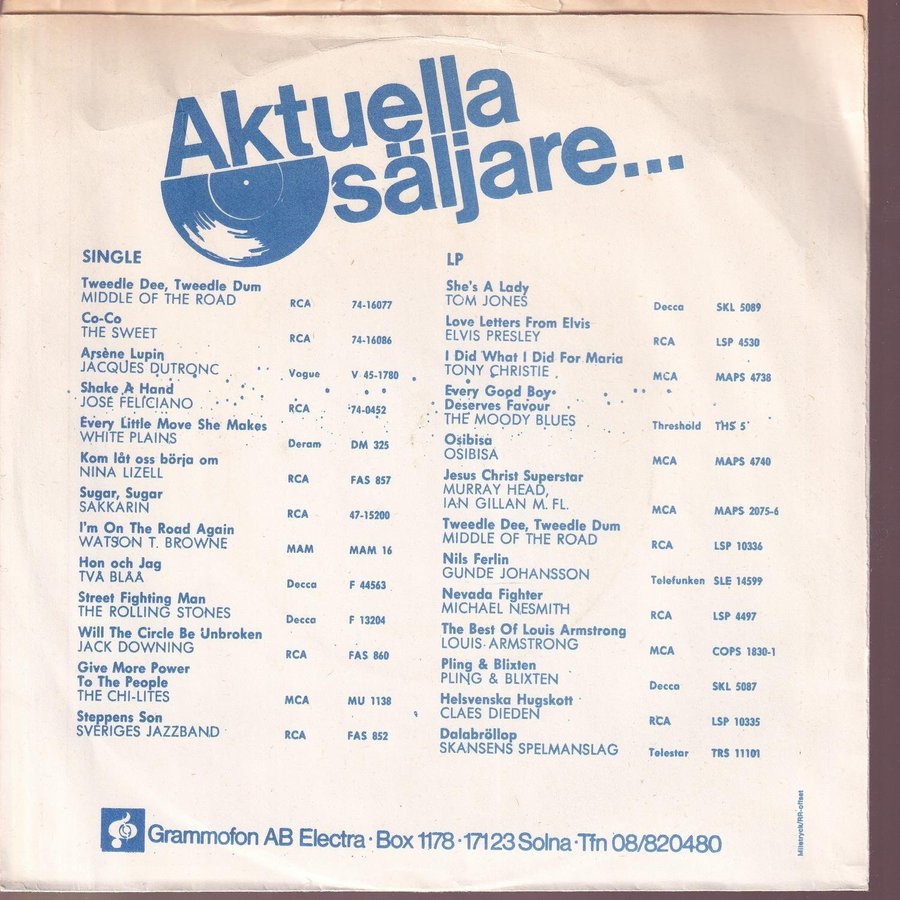 Aktuella
säljare...
SINGLE
Tweedle Dee, Tweedle Dum
MIDDLE OF THE ROAD RCA 74-16077
Co-Co
THE SWEET RCA 74-16086
Arsène Lupin
JACQUES DUTRONC Vogue V 45-1780
Shake A Hand
JOSE FELICIANO RCA 74-0452
Every Little Move She Makes
WHITE PLAINS Deram DM 325
Kom låt oss börja om
NINA LIZELL RCA FAS 857
Sugar, Sugar
SAKKARIN RCA 47-15200
I'm On The Road Again
WATSON T. BROWNE MAM MAM 16
Hon och Jag
TVÅ BLÅA Decca F 44563
Street Fighting Man
THE ROLLING STONES Decca F 13204
Will The Circle Be Unbroken
JACK DOWNING RCA FAS 860
Give More Power
To The People
THE CHI-LITES MCA MU 1138
Steppens Son
SVERIGES JAZZBAND RCA FAS 852
LP
She's A Lady
TOM JONES Decca SKL 5089
Love Letters From Elvis
ELVIS PRESLEY RCA LSP 4530
I Did What I Did For Maria
TONY CHRISTIE MCA MAPS 4738
Every Good Boy
Deserves Favour
THE MOODY BLUES Threshold THS 5
Osibisa
OSIBISA MCA MAPS 4740
Jesus Christ Superstar
MURRAY HEAD,
IAN GILLAN M. FL. MCA MAPS 2075-6
Tweedle Dee, Tweedle Dum
MIDDLE OF THE ROAD RCA LSP 10336
Nils Ferlin
GUNDE JOHANSSON Telefunken SLE 14599
Nevada Fighter
MICHAEL NESMITH RCA LSP 4497
The Best Of Louis Armstrong
LOUIS ARMSTRONG MCA COPS 1830-1
Pling & Blixten
PLING & BLIXTEN Decca SKL 5087
Helsvenska Hugskott
CLAES DIEDEN RCA LSP 10335
Dalabröllop
SKANSENS SPELMANSLAG Telestar TRS 11101
Grammofon AB Electra · Box 1178 · 17123 Solna · Tfn 08/820480